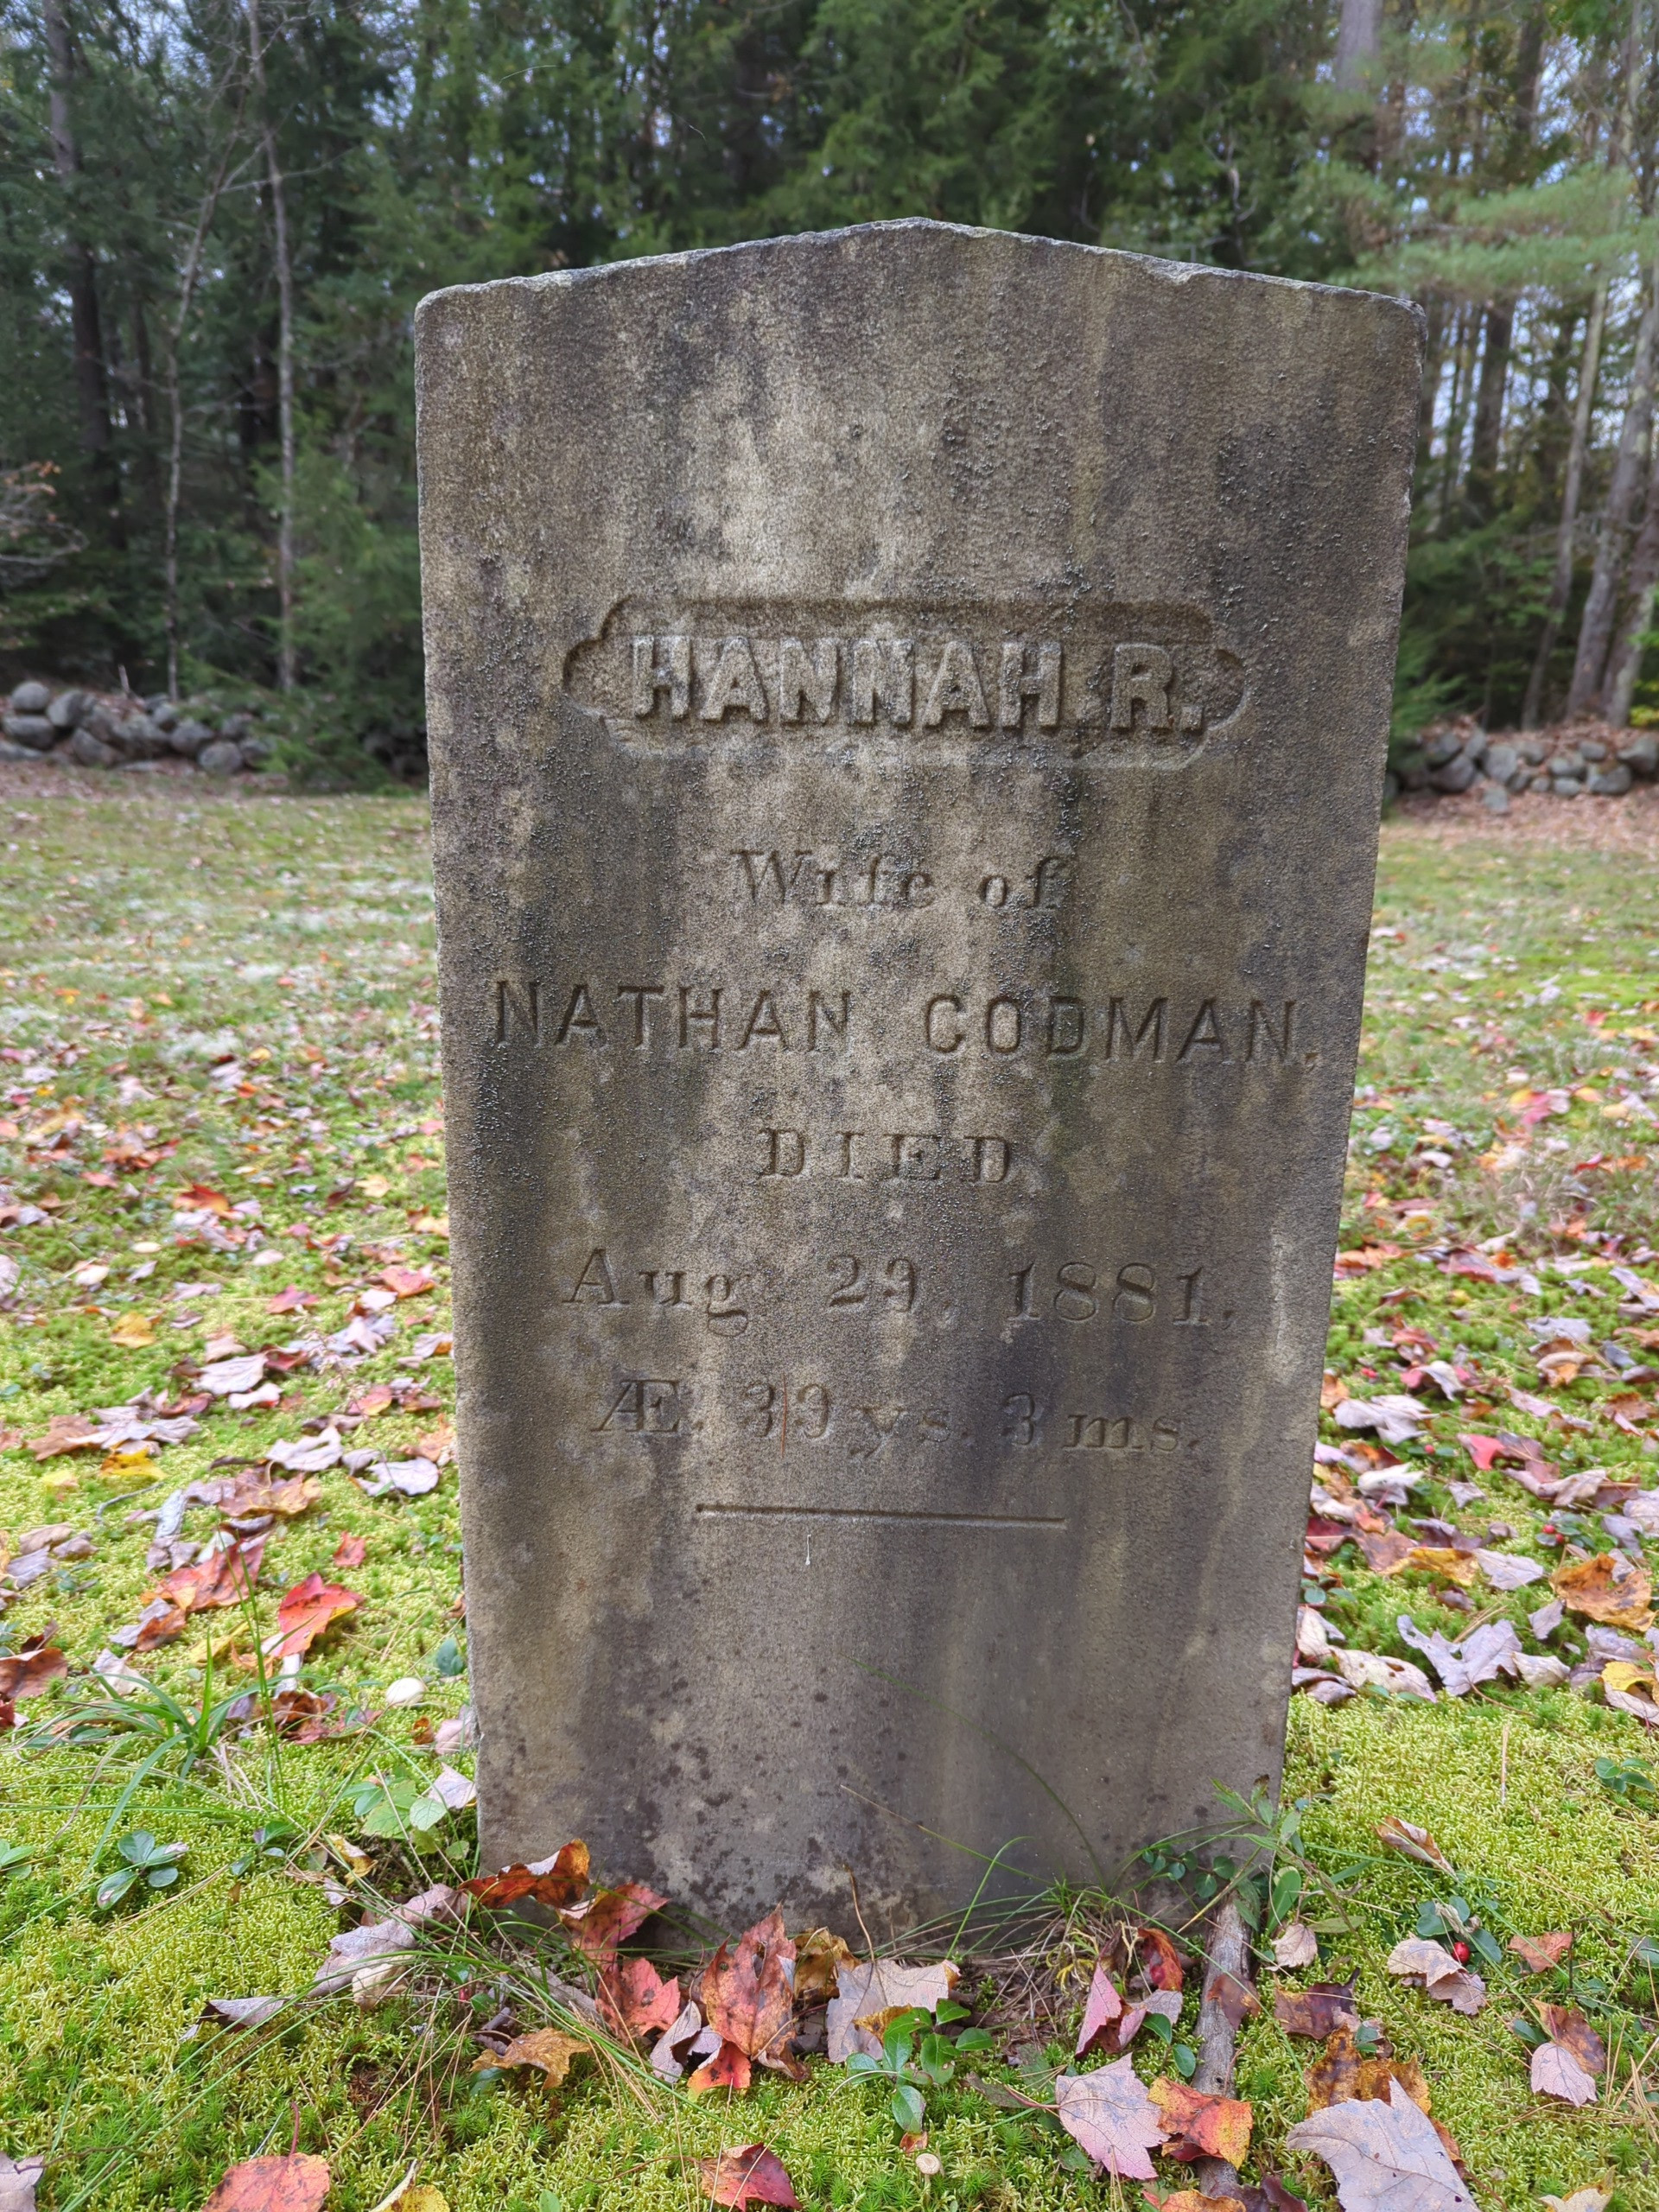 HANNAH R.
Wife of
NATHAN CODMAN,
DIED
Aug 29, 1881.
Æ. 39 ys. 3 ms.